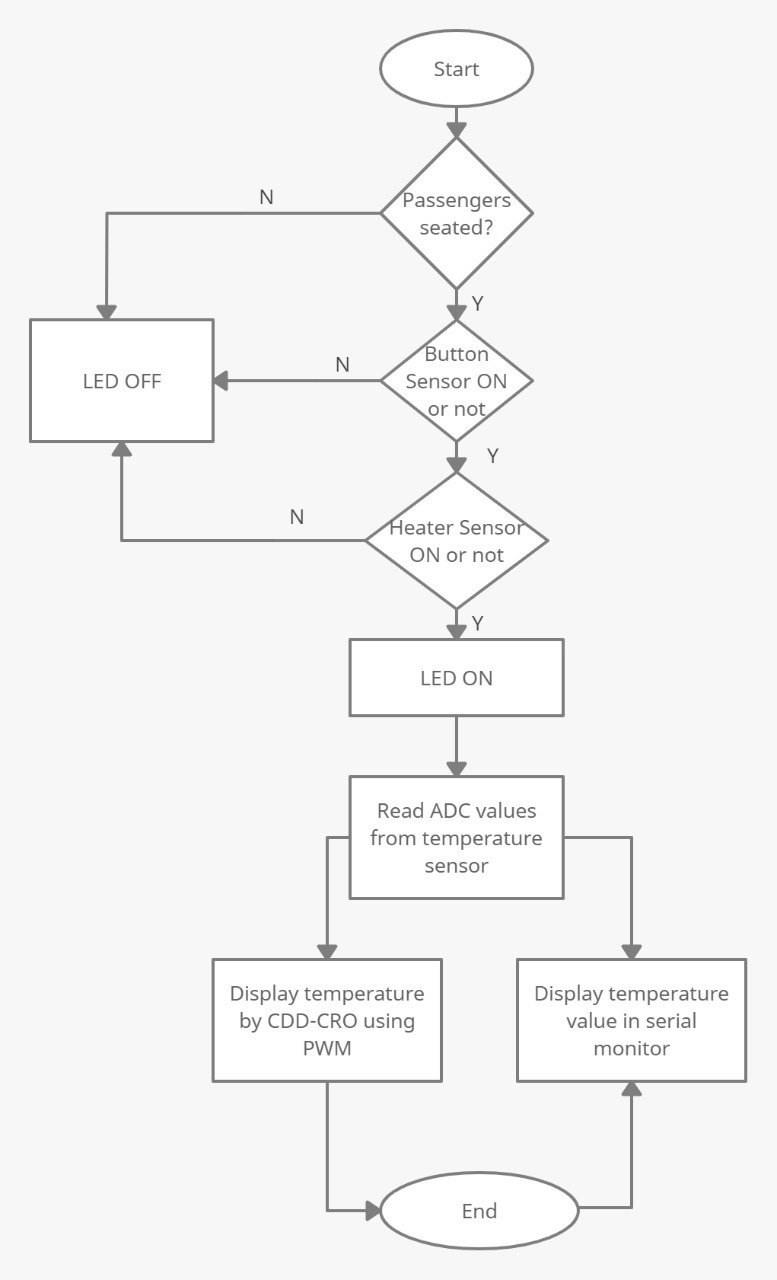 Start
Passengers
seated?
N
Y
Button
Sensor ON
or not
N
LED OFF
Y
Heater Sensor
ON or not
N
Y
LED ON
Read ADC values
from temperature
sensor
Display temperature
by CDD-CRO using
PWM
Display temperature
value in serial
monitor
End